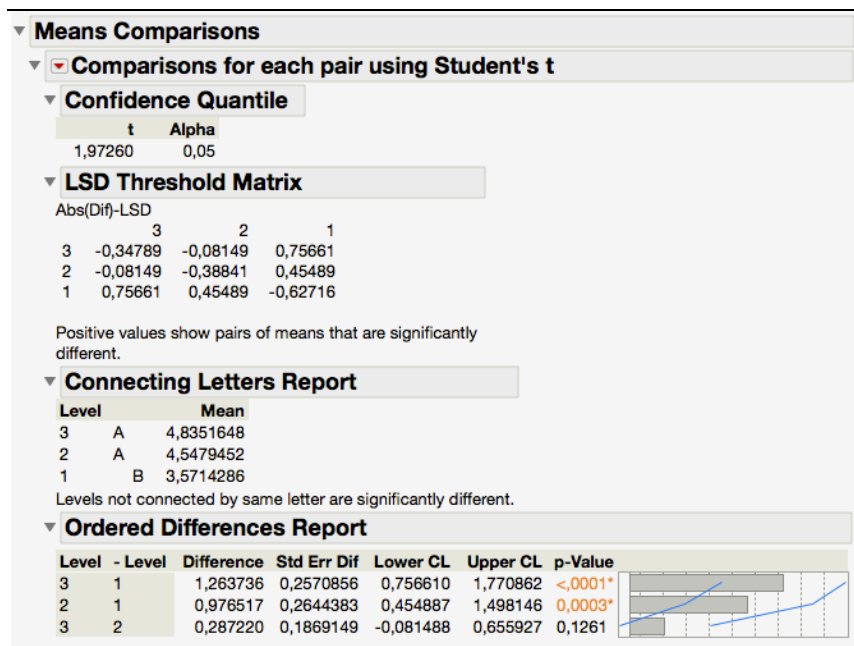 Means Comparisons
Comparisons for each pair using Student's t
Confidence Quantile
t Alpha
1,97260 0,05
LSD Threshold Matrix
Abs(Dif)-LSD
3 2 1
3 -0,34789 -0,08149 0,75661
2 -0,08149 -0,38841 0,45489
1 0,75661 0,45489 -0,62716
Positive values show pairs of means that are significantly
different.
Connecting Letters Report
Level Mean
3 A 4,8351648
2 A 4,5479452
1 B 3,5714286
Levels not connected by same letter are significantly different.
Ordered Differences Report
Level - Level Difference Std Err Dif Lower CL Upper CL p-Value
3 1 1,263736 0,2570856 0,756610 1,770862 <,0001*
2 1 0,976517 0,2644383 0,454887 1,498146 0,0003*
3 2 0,287220 0,1869149 -0,081488 0,655927 0,1261